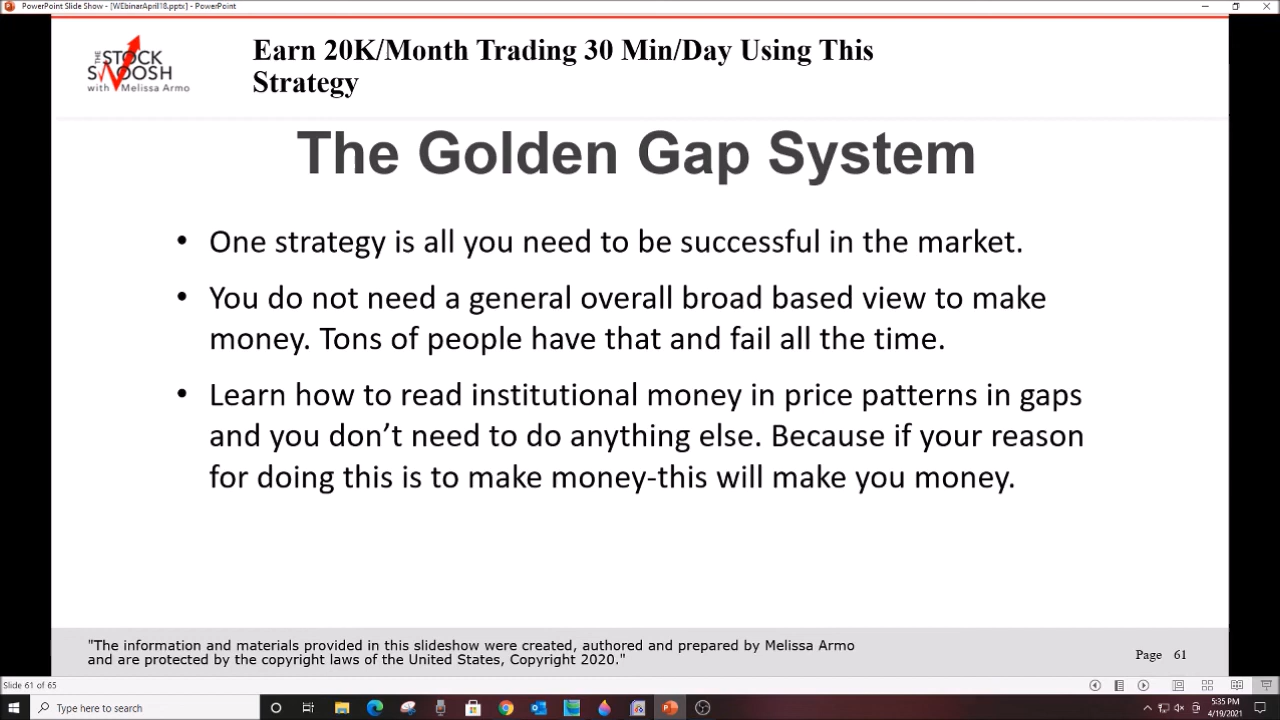 PowerPoint Slide Show - [WEbinarApril18.pptx] - PowerPoint
THE
STOCK
SWOOSH
with Melissa Armo
Earn 20K/Month Trading 30 Min/Day Using This
Strategy
The Golden Gap System
• One strategy is all you need to be successful in the market.
• You do not need a general overall broad based view to make
money. Tons of people have that and fail all the time.
• Learn how to read institutional money in price patterns in gaps
and you don’t need to do anything else. Because if your reason
for doing this is to make money-this will make you money.
"The information and materials provided in this slideshow were created, authored and prepared by Melissa Armo
and are protected by the copyright laws of the United States, Copyright 2020."
Page 61
Slide 61 of 65
Type here to search
5:35 PM
4/19/2021